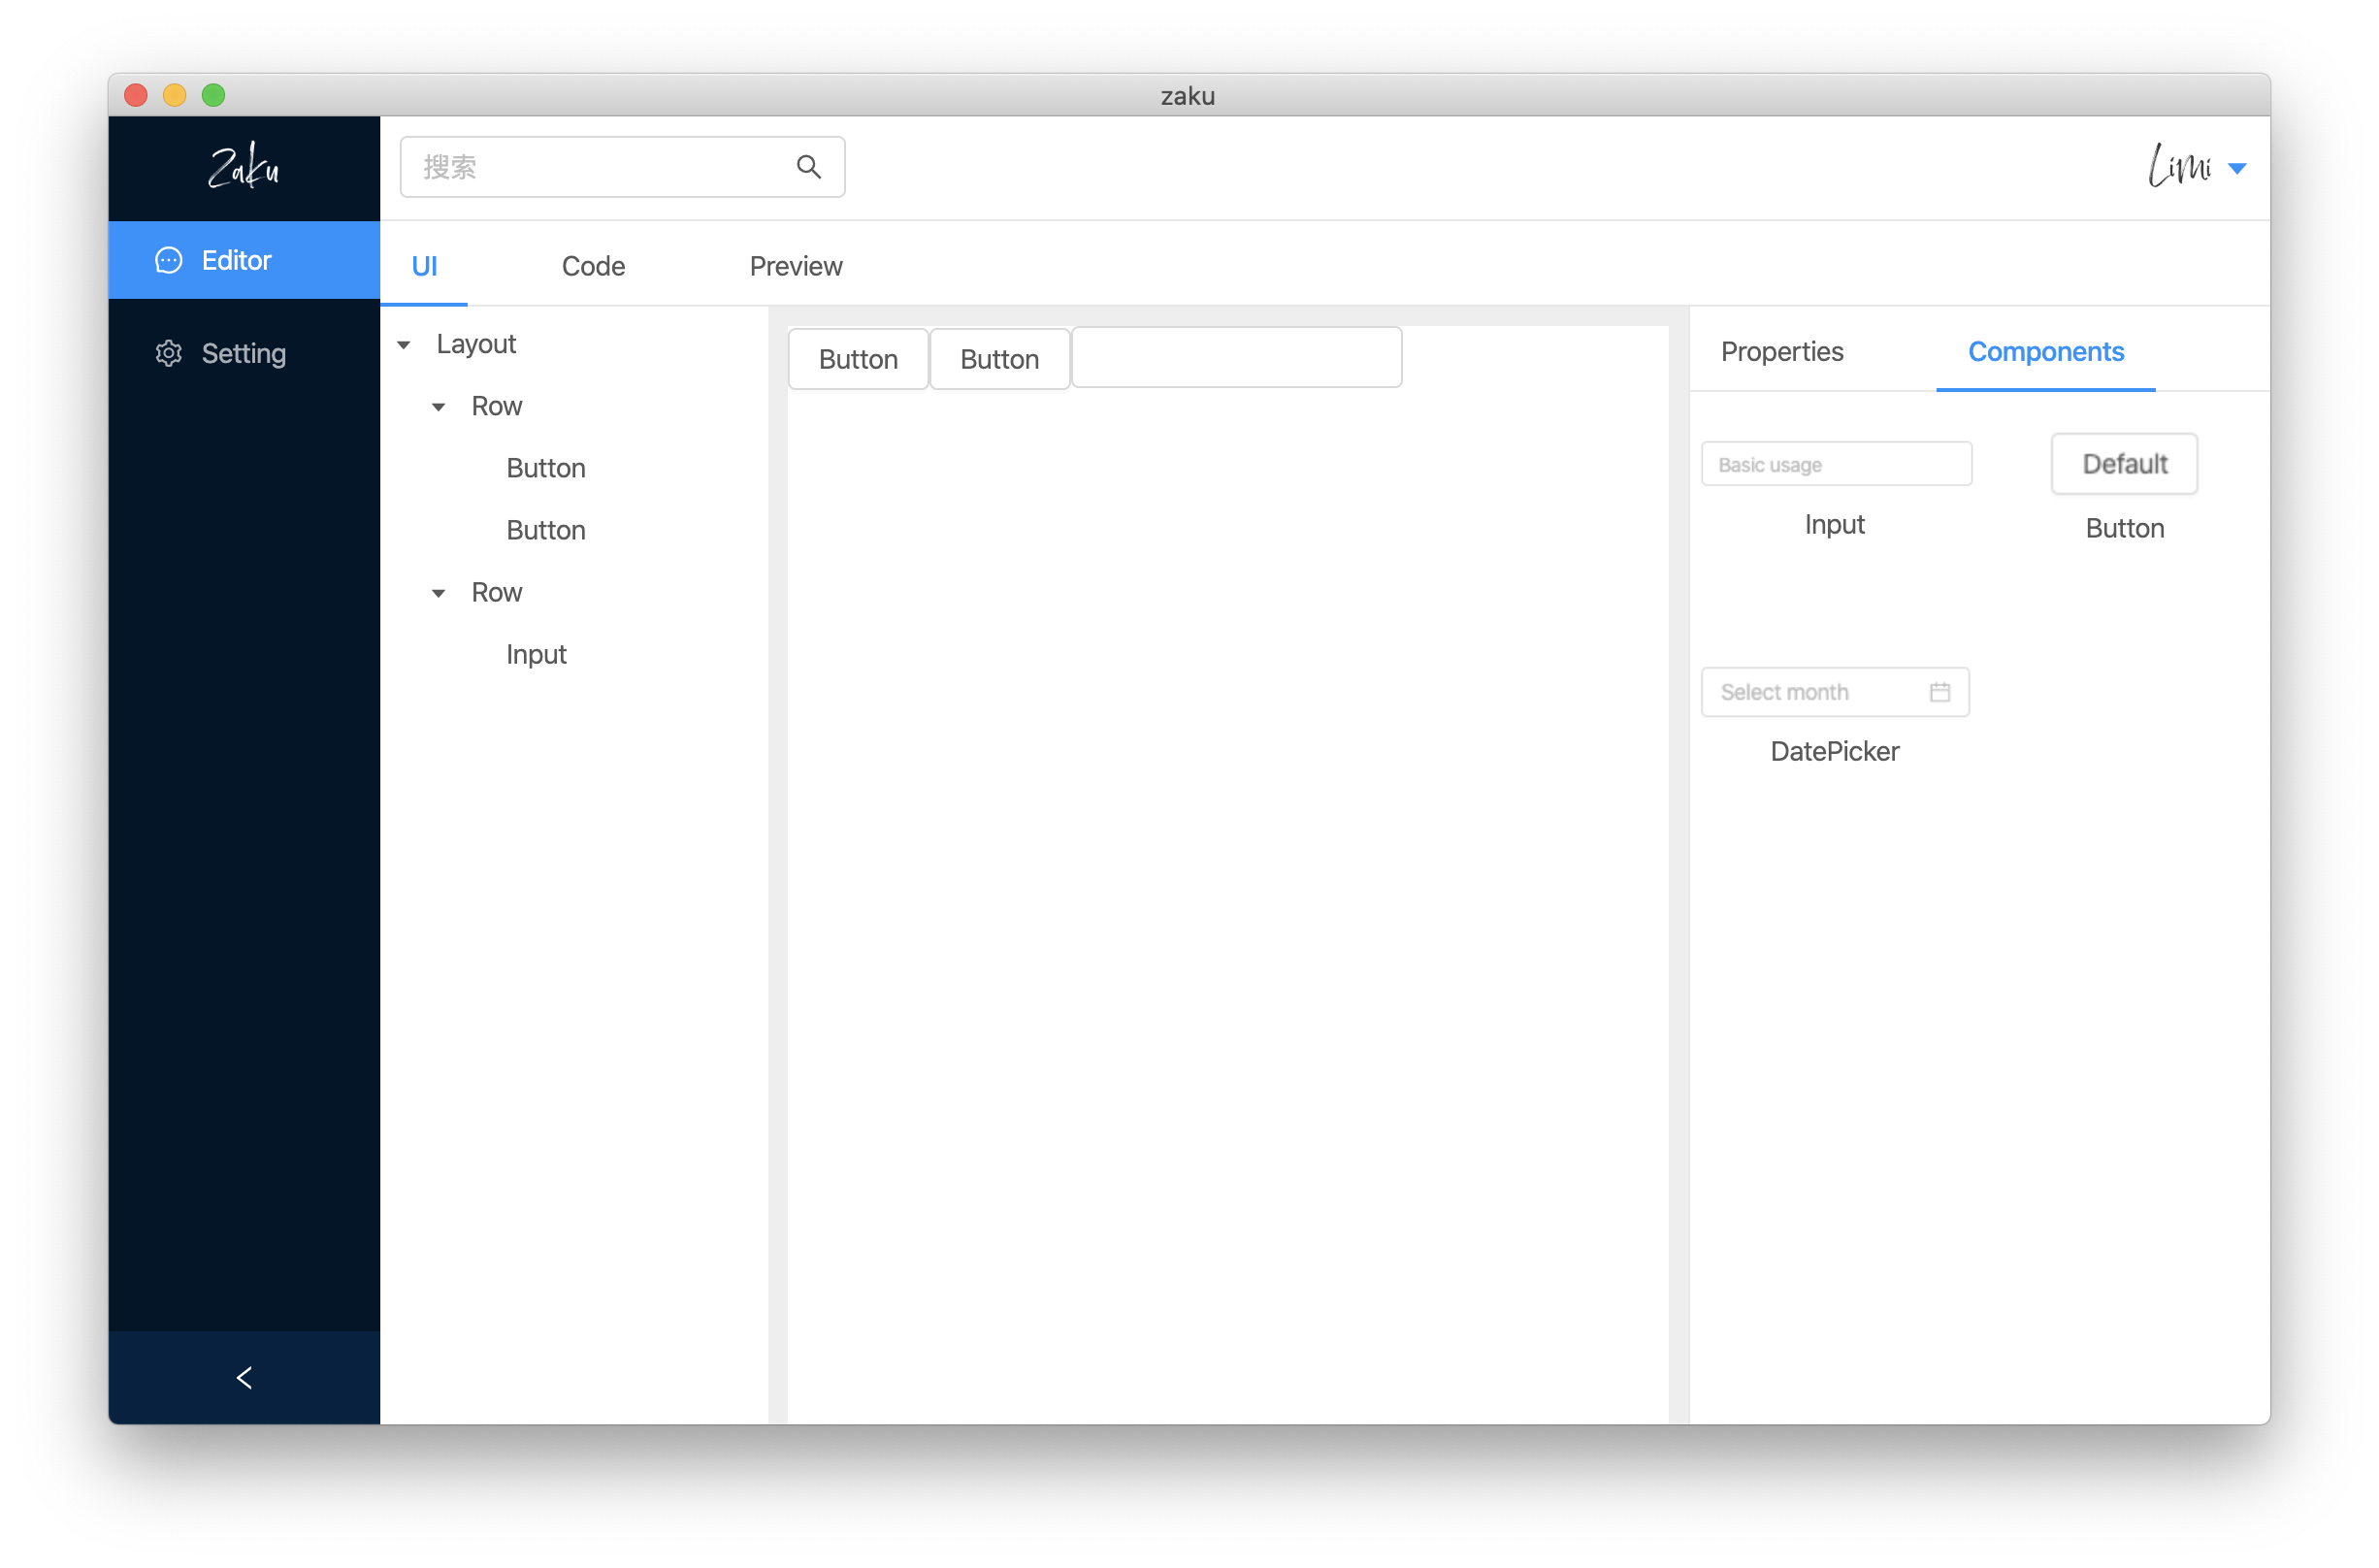 zaku
Zaku
搜索
Limi
Editor
Setting
UI Code Preview
Layout
Row
Button
Button
Row
Input
Button Button
Properties Components
Basic usage
Input
Default
Button
Select month
DatePicker